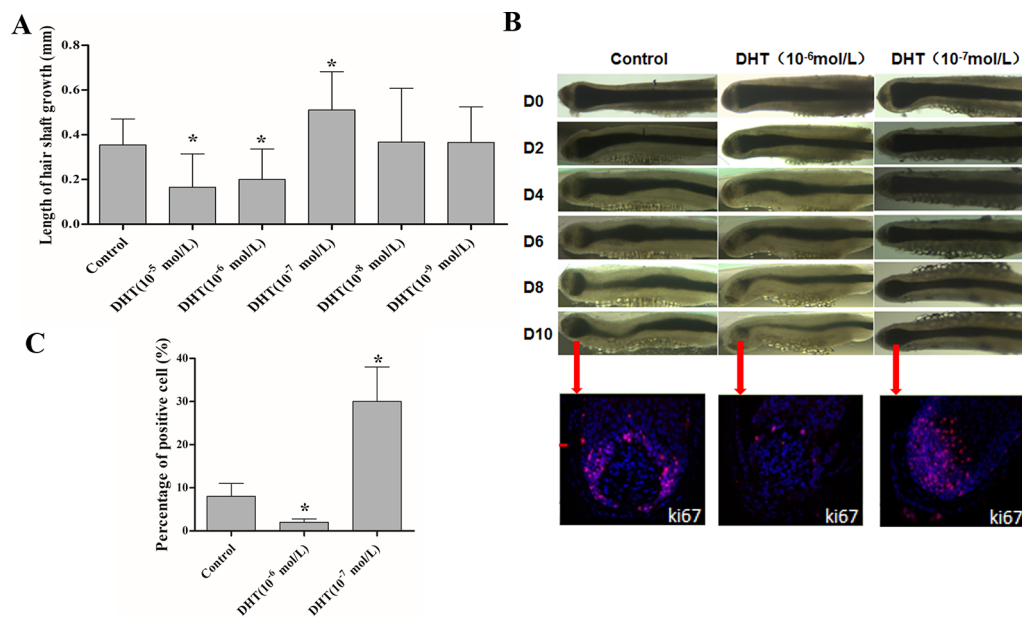 A
Length of hair shaft growth (mm)
0.8
0.6
0.4
0.2
0.0
*
*
*
Control
DHT(10⁻⁵ mol/L)
DHT(10⁻⁶ mol/L)
DHT(10⁻⁷ mol/L)
DHT(10⁻⁸ mol/L)
DHT(10⁻⁹ mol/L)
B
Control DHT（10⁻⁶mol/L） DHT（10⁻⁷mol/L）
D0
D2
D4
D6
D8
D10
ki67 ki67 ki67
C
Percentage of positive cell (%)
40
30
20
10
0
*
*
Control
DHT(10⁻⁶ mol/L)
DHT(10⁻⁷ mol/L)